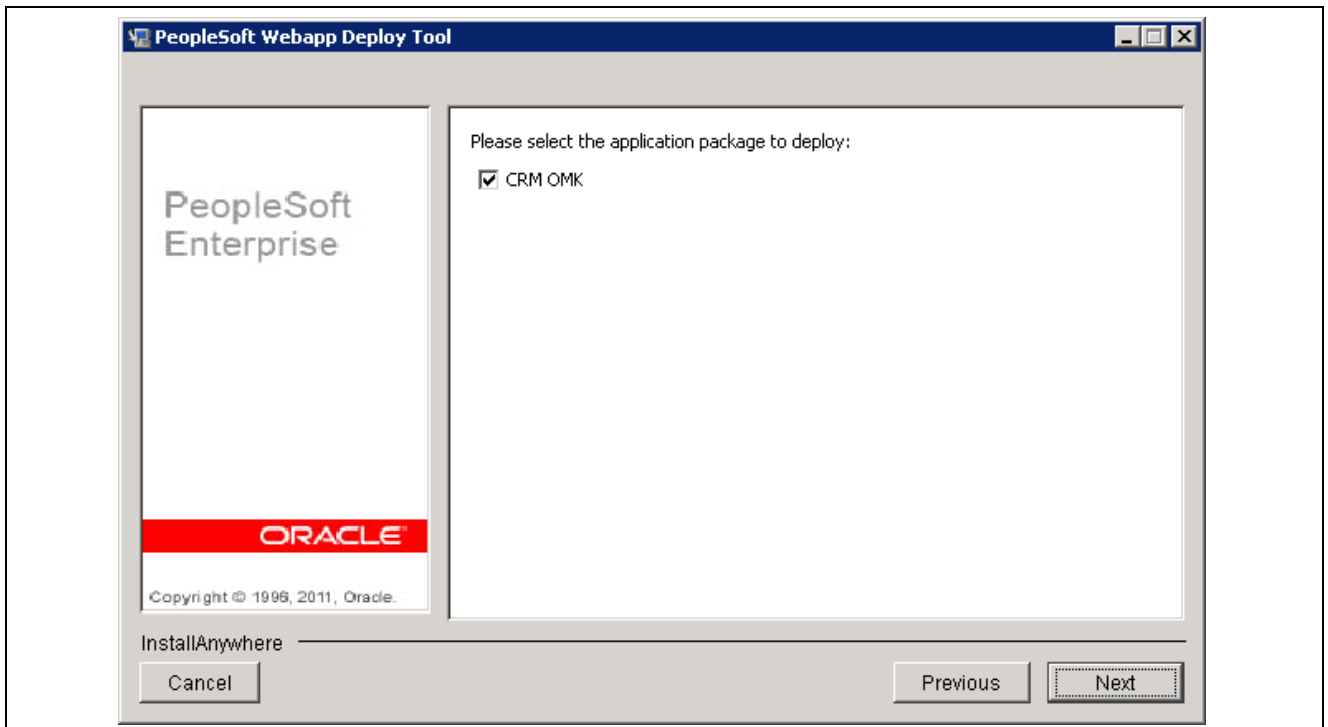 PeopleSoft Webapp Deploy Tool
PeopleSoft
Enterprise
ORACLE
Copyright © 1996, 2011, Oracle.
Please select the application package to deploy:
CRM OMK
InstallAnywhere
Cancel
Previous
Next